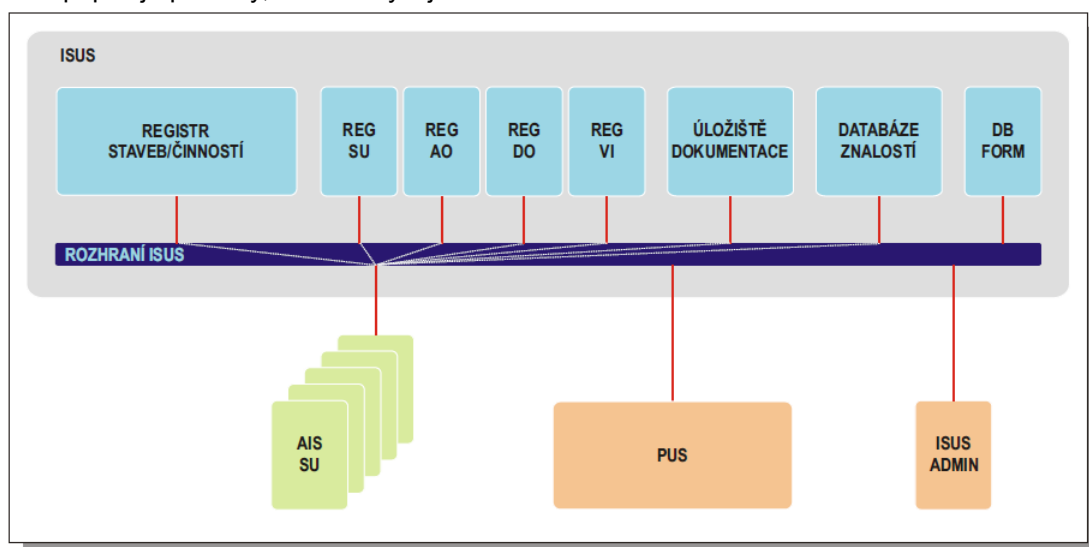 ISUS
REGISTR
STAVEB/ČINNOSTÍ
REG
SU
REG
AO
REG
DO
REG
VI
ÚLOŽIŠTĚ
DOKUMENTACE
DATABÁZE
ZNALOSTÍ
DB
FORM
ROZHRANÍ ISUS
AIS
SU
PUS
ISUS
ADMIN